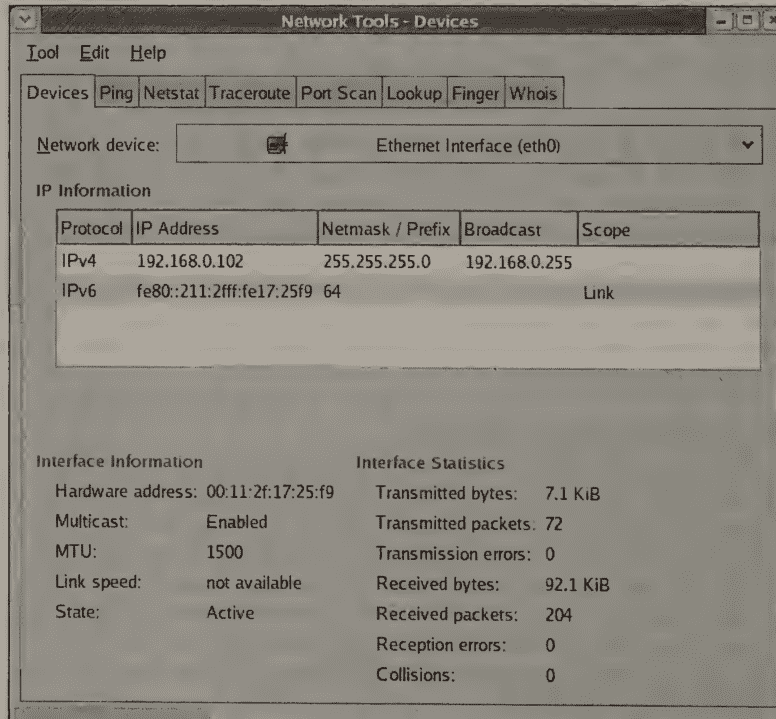 Network Tools - Devices
Tool Edit Help
Devices Ping Netstat Traceroute Port Scan Lookup Finger Whois
Network device: Ethernet Interface (eth0)
IP Information
Protocol IP Address Netmask / Prefix Broadcast Scope
IPv4 192.168.0.102 255.255.255.0 192.168.0.255
IPv6 fe80::211:2fff:fe17:25f9 64 Link
Interface Information
Hardware address: 00:11:2f:17:25:f9
Multicast: Enabled
MTU: 1500
Link speed: not available
State: Active
Interface Statistics
Transmitted bytes: 7.1 KiB
Transmitted packets: 72
Transmission errors: 0
Received bytes: 92.1 KiB
Received packets: 204
Reception errors: 0
Collisions: 0